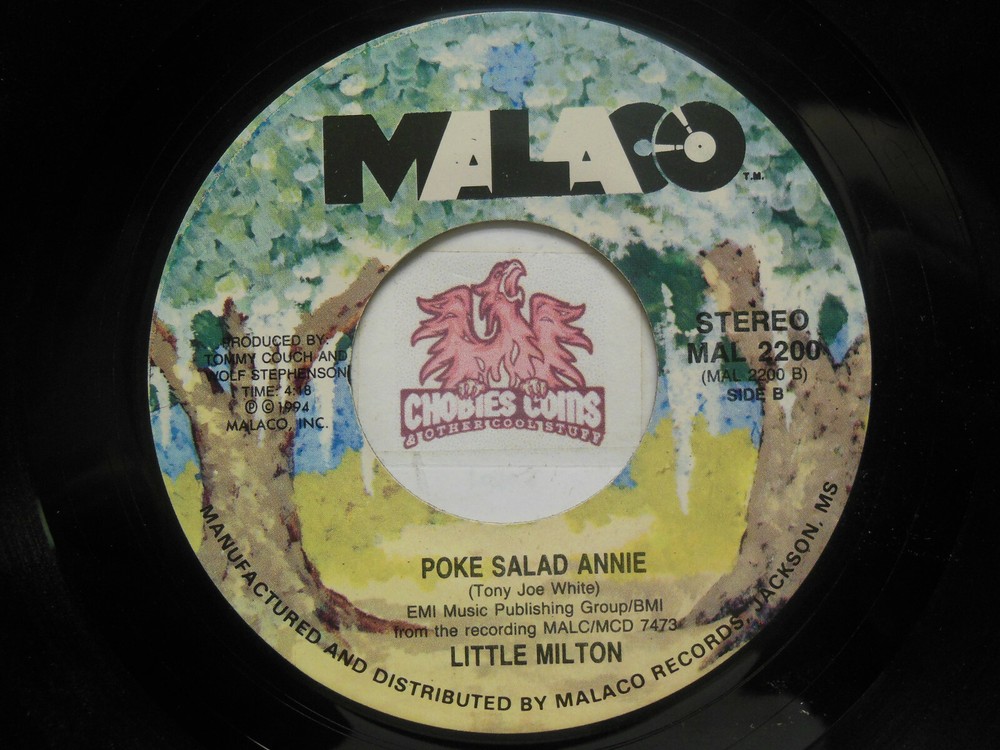 MALACO
T.M.
PRODUCED BY:
TOMMY COUCH AND
WOLF STEPHENSON
TIME: 4:18
℗ © 1994
MALACO, INC.
STEREO
MAL 2200
(MAL 2200 B)
SIDE B
CHOBIES COINS
& OTHER COOL STUFF
POKE SALAD ANNIE
(Tony Joe White)
EMI Music Publishing Group/BMI
from the recording MALC/MCD 7473
LITTLE MILTON
MANUFACTURED AND DISTRIBUTED BY MALACO RECORDS, JACKSON, MS